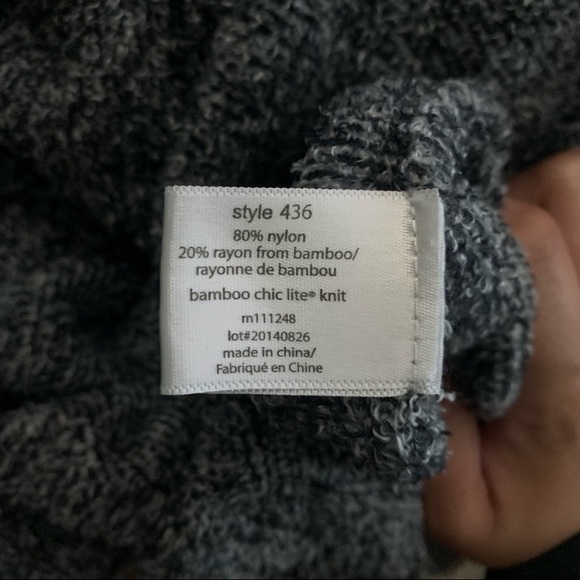 style 436
80% nylon
20% rayon from bamboo/
rayonne de bambou
bamboo chic lite® knit
rn111248
lot#20140826
made in china/
Fabriqué en Chine